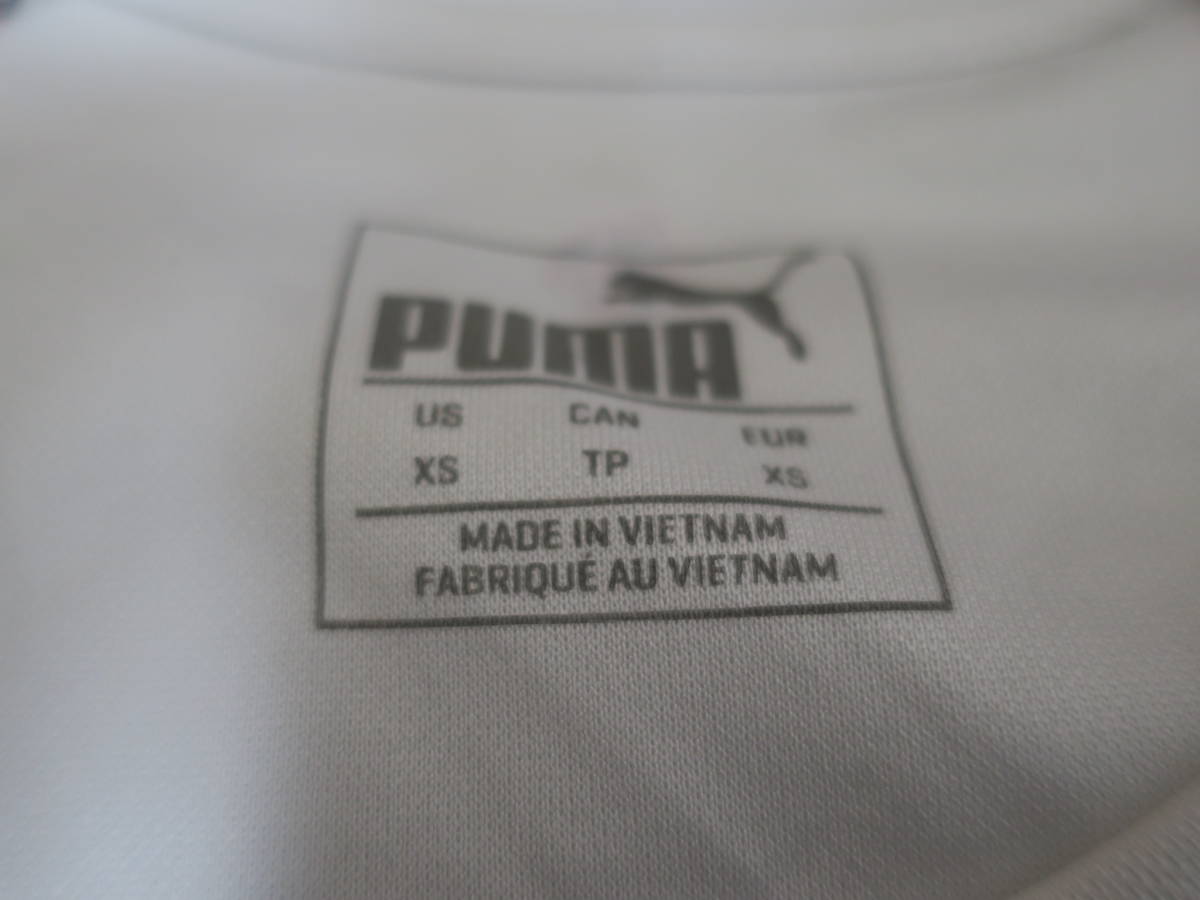 PUMA
US CAN EUR
XS TP XS
MADE IN VIETNAM
FABRIQUÉ AU VIETNAM